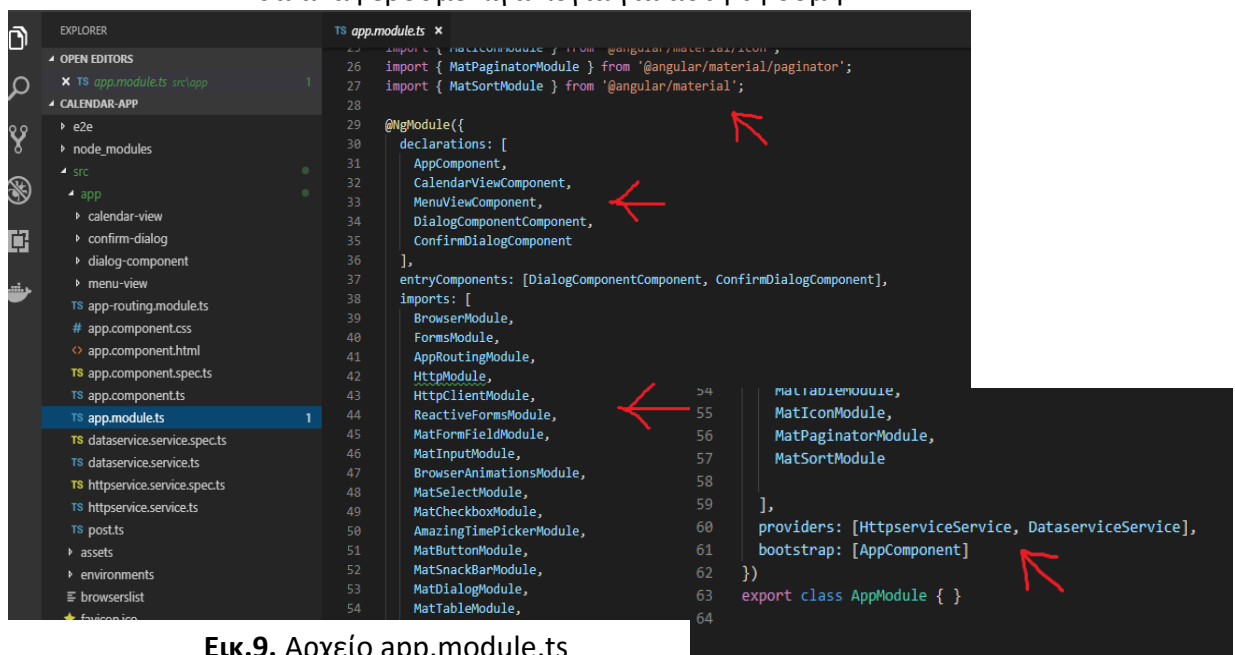 EXPLORER
OPEN EDITORS
× TS app.module.ts src\app 1
CALENDAR-APP
e2e
node_modules
src
app
calendar-view
confirm-dialog
dialog-component
menu-view
TS app-routing.module.ts
# app.component.css
<> app.component.html
TS app.component.spec.ts
TS app.component.ts
TS app.module.ts 1
TS dataservice.service.spec.ts
TS dataservice.service.ts
TS httpservice.service.spec.ts
TS httpservice.service.ts
TS post.ts
assets
environments
browserslist
favicon.ico
TS app.module.ts ×
25 import { MatIconModule } from '@angular/material/icon';
26 import { MatPaginatorModule } from '@angular/material/paginator';
27 import { MatSortModule } from '@angular/material';
28
29 @NgModule({
30 declarations: [
31 AppComponent,
32 CalendarViewComponent,
33 MenuViewComponent,
34 DialogComponentComponent,
35 ConfirmDialogComponent
36 ],
37 entryComponents: [DialogComponentComponent, ConfirmDialogComponent],
38 imports: [
39 BrowserModule,
40 FormsModule,
41 AppRoutingModule,
42 HttpModule,
43 HttpClientModule,
44 ReactiveFormsModule,
45 MatFormFieldModule,
46 MatInputModule,
47 BrowserAnimationsModule,
48 MatSelectModule,
49 MatCheckboxModule,
50 AmazingTimePickerModule,
51 MatButtonModule,
52 MatSnackBarModule,
53 MatDialogModule,
54 MatTableModule,
54 MatTableModule,
55 MatIconModule,
56 MatPaginatorModule,
57 MatSortModule
58
59 ],
60 providers: [HttpserviceService, DataserviceService],
61 bootstrap: [AppComponent]
62 })
63 export class AppModule { }
64
Εικ.9. Αρχείο app.module.ts